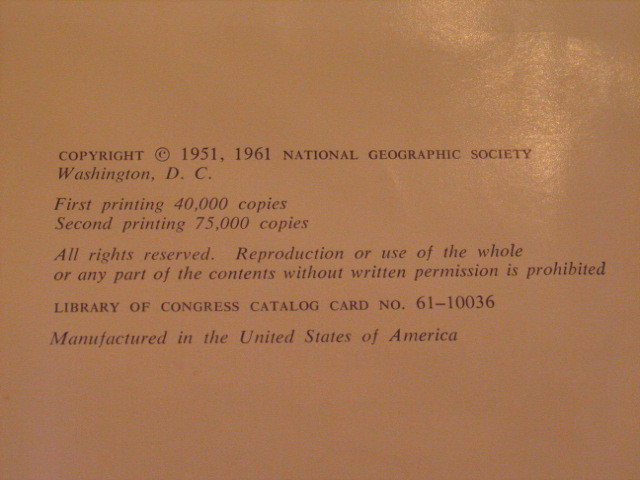 COPYRIGHT © 1951, 1961 NATIONAL GEOGRAPHIC SOCIETY
Washington, D. C.
First printing 40,000 copies
Second printing 75,000 copies
All rights reserved. Reproduction or use of the whole
or any part of the contents without written permission is prohibited
LIBRARY OF CONGRESS CATALOG CARD NO. 61–10036
Manufactured in the United States of America